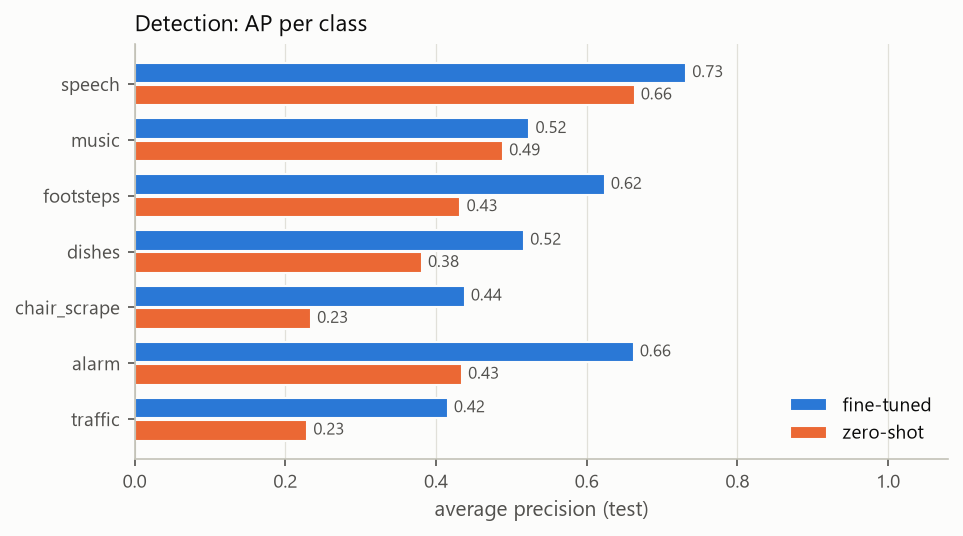 Detection: AP per class
speech
0.73
0.66
music
0.52
0.49
footsteps
0.62
0.43
dishes
0.52
0.38
chair_scrape
0.44
0.23
alarm
0.66
0.43
traffic
0.42
0.23
fine-tuned
zero-shot
0.0 0.2 0.4 0.6 0.8 1.0
average precision (test)